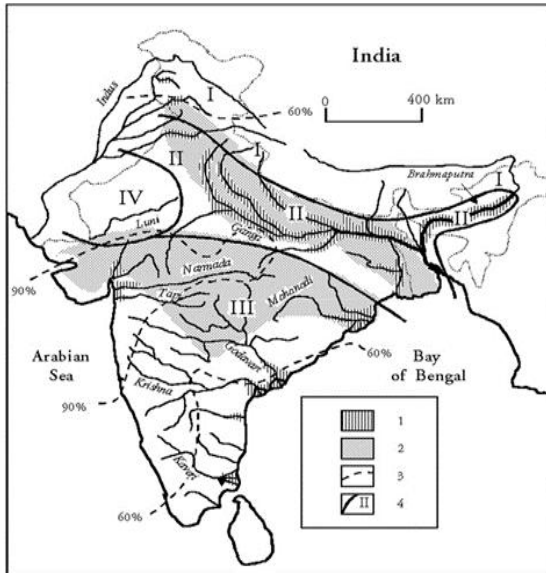 India
0
400 km
Indus
I
60%
I
Brahmaputra
I
II
II
II
IV
Luni
Ganga
90%
Narmada
Tapi
III
Mahanadi
Arabian
Sea
Godavari
60%
Bay
of Bengal
Krishna
90%
Kaveri
60%
1
2
3
II
4